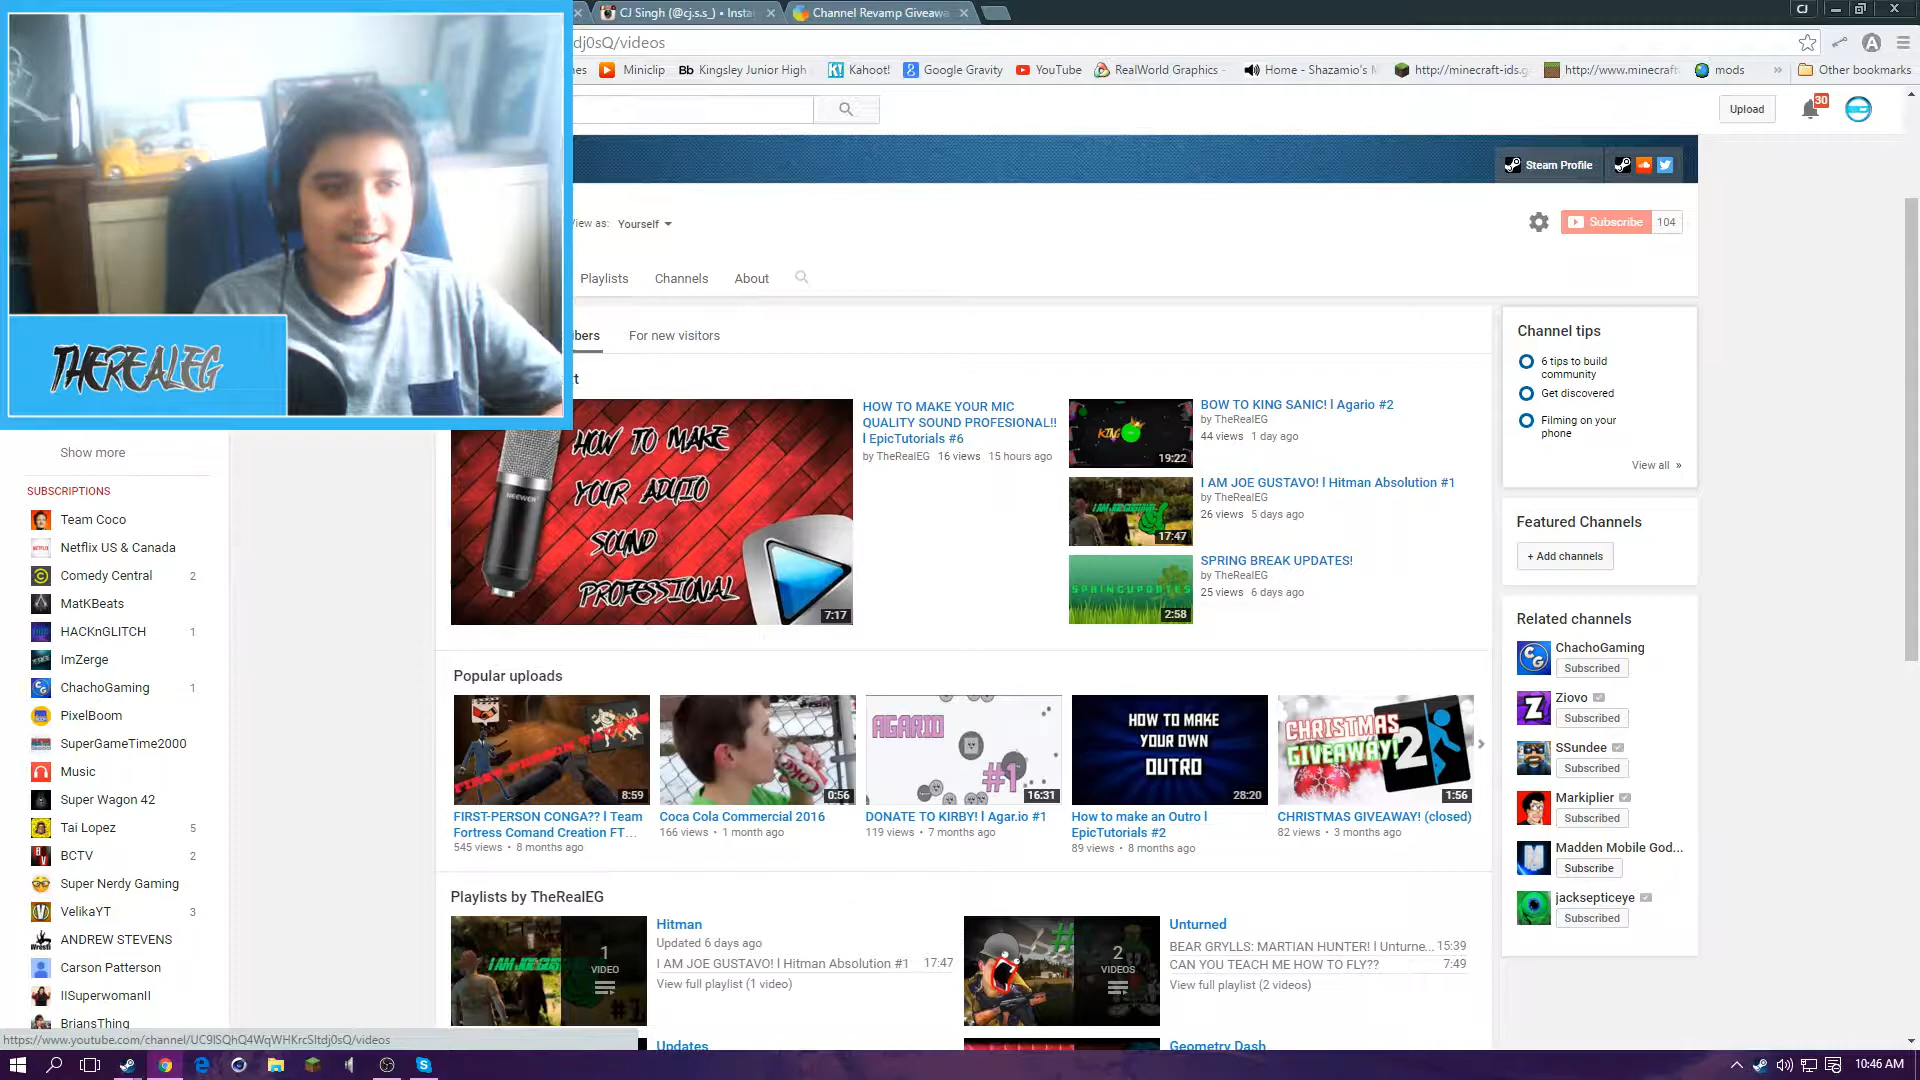 CJ Singh (@cj.s.s_) • Insta
Channel Revamp Giveawa
CJ
dj0sQ/videos
nes
Miniclip
Bb Kingsley Junior High
Kahoot!
Google Gravity
YouTube
RealWorld Graphics -
Home - Shazamio's M
http://minecraft-ids.g
http://www.minecraft
mods
»
Other bookmarks
Upload
30
Steam Profile
View as: Yourself
Subscribe 104
Playlists
Channels
About
bers
For new visitors
THEREALEG
HOW TO MAKE
YOUR ADUTIO
SOUND
PROFESSIONAL
NEEWER
7:17
HOW TO MAKE YOUR MIC
QUALITY SOUND PROFESIONAL!!
l EpicTutorials #6
by TheRealEG 16 views 15 hours ago
KING
19:22
BOW TO KING SANIC! l Agario #2
by TheRealEG
44 views 1 day ago
I AM JOE GUSTAVO!
17:47
I AM JOE GUSTAVO! l Hitman Absolution #1
by TheRealEG
26 views 5 days ago
SPRINGUPDATES
2:58
SPRING BREAK UPDATES!
by TheRealEG
25 views 6 days ago
Channel tips
6 tips to build
community
Get discovered
Filming on your
phone
View all »
Featured Channels
+ Add channels
Related channels
ChachoGaming
Subscribed
Ziovo
Subscribed
SSundee
Subscribed
Markiplier
Subscribed
Madden Mobile God...
Subscribe
jacksepticeye
Subscribed
Show more
SUBSCRIPTIONS
Team Coco
Netflix US & Canada
Comedy Central 2
MatKBeats
HACKnGLITCH 1
ImZerge
ChachoGaming 1
PixelBoom
SuperGameTime2000
Music
Super Wagon 42
Tai Lopez 5
BCTV 2
Super Nerdy Gaming
VelikaYT 3
ANDREW STEVENS
Carson Patterson
IISuperwomanII
BriansThing
Popular uploads
FIRST-PERSON TAUNT
8:59
FIRST-PERSON CONGA?? l Team
Fortress Comand Creation FT...
545 views • 8 months ago
0:56
Coca Cola Commercial 2016
166 views • 1 month ago
AGARIO
#1
16:31
DONATE TO KIRBY! l Agar.io #1
119 views • 7 months ago
HOW TO MAKE
YOUR OWN
OUTRO
28:20
How to make an Outro l
EpicTutorials #2
89 views • 8 months ago
CHRISTMAS
GIVEAWAY!
2
1:56
CHRISTMAS GIVEAWAY! (closed)
82 views • 3 months ago
Playlists by TheRealEG
1
VIDEO
Hitman
Updated 6 days ago
I AM JOE GUSTAVO! l Hitman Absolution #1 17:47
View full playlist (1 video)
2
VIDEOS
Unturned
BEAR GRYLLS: MARTIAN HUNTER! l Unturne... 15:39
CAN YOU TEACH ME HOW TO FLY?? 7:49
View full playlist (2 videos)
Updates
Geometry Dash
https://www.youtube.com/channel/UC9lSQhQ4WqWHKrcSltdj0sQ/videos
10:46 AM